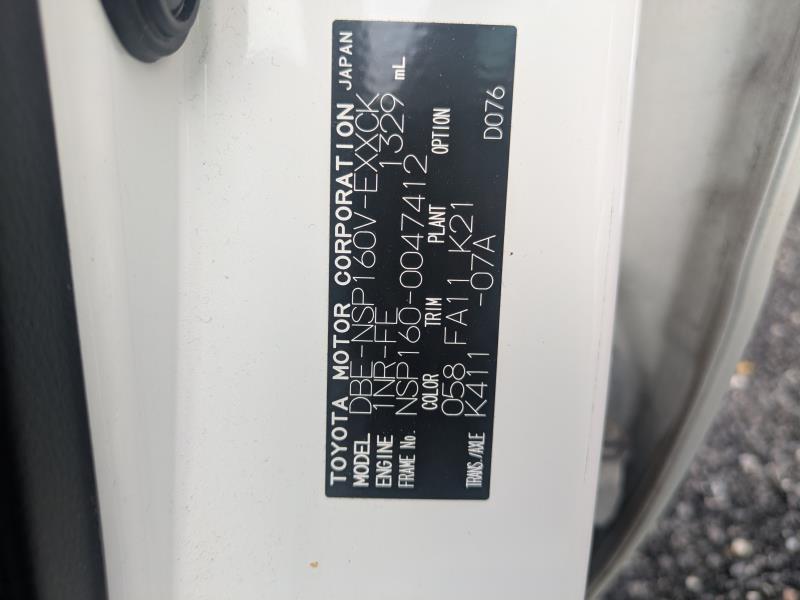 TOYOTA MOTOR CORPORATION JAPAN
MODEL DBE-NSP160V-EXXCK
ENGINE 1NR-FE 1329 mL
FRAME No. NSP160-0047412
COLOR TRIM PLANT OPTION
058 FA11 K21
TRANS./AXLE K411 -07A D076